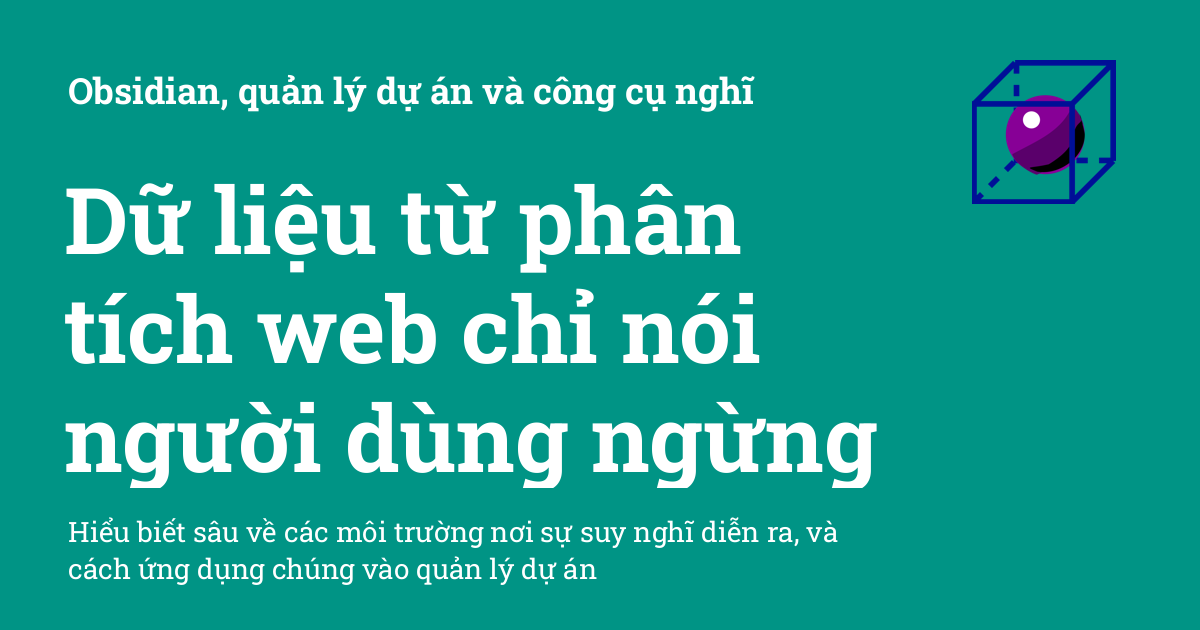 Obsidian, quản lý dự án và công cụ nghĩ
Dữ liệu từ phân
tích web chỉ nói
người dùng ngừng
Hiểu biết sâu về các môi trường nơi sự suy nghĩ diễn ra, và
cách ứng dụng chúng vào quản lý dự án